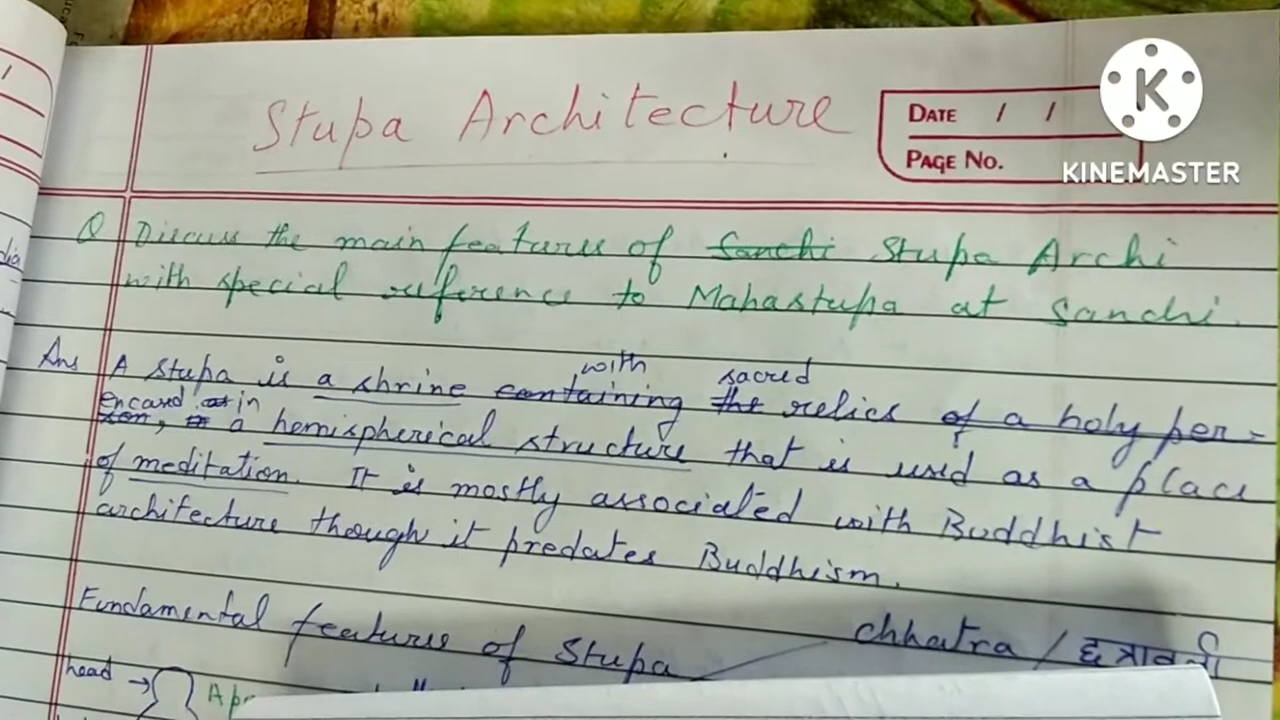 Stupa Architecture
DATE / /
PAGE NO.
K
KINEMASTER
Q Discuss the main features of Sanchi Stupa Archi
with special reference to Mahastupa at Sanchi.
Ans A stupa is a shrine containing with the sacred relics of a holy per-
son, encased in a hemispherical structure that is used as a place
of meditation. It is mostly associated with Buddhist
architecture though it predates Buddhism.
Fundamental features of Stupa
chhatra / छत्रावली
head →